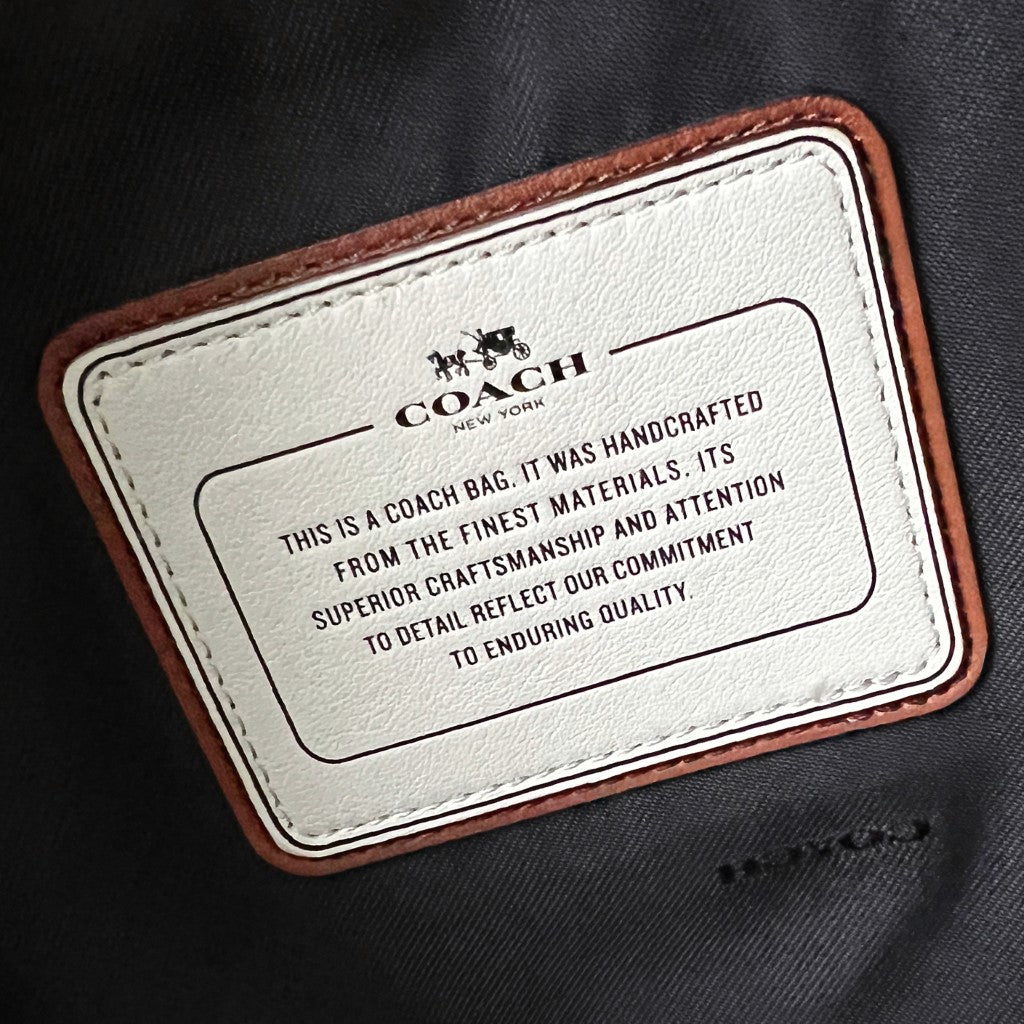 COACH
NEW YORK
THIS IS A COACH BAG. IT WAS HANDCRAFTED
FROM THE FINEST MATERIALS. ITS
SUPERIOR CRAFTSMANSHIP AND ATTENTION
TO DETAIL REFLECT OUR COMMITMENT
TO ENDURING QUALITY.